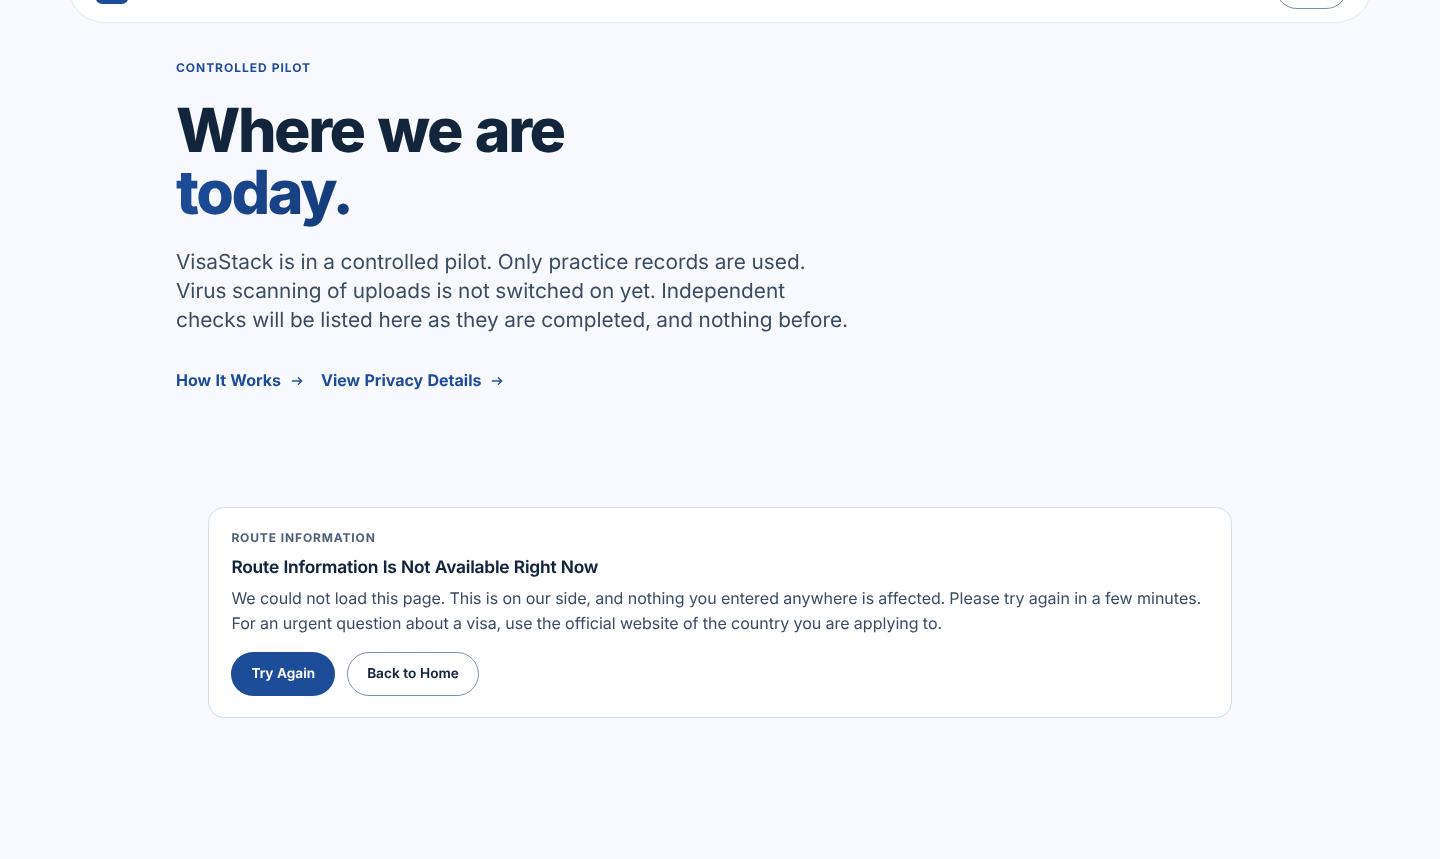 CONTROLLED PILOT
Where we are
today.
VisaStack is in a controlled pilot. Only practice records are used.
Virus scanning of uploads is not switched on yet. Independent
checks will be listed here as they are completed, and nothing before.
How It Works → View Privacy Details →
ROUTE INFORMATION
Route Information Is Not Available Right Now
We could not load this page. This is on our side, and nothing you entered anywhere is affected. Please try again in a few minutes.
For an urgent question about a visa, use the official website of the country you are applying to.
Try Again Back to Home